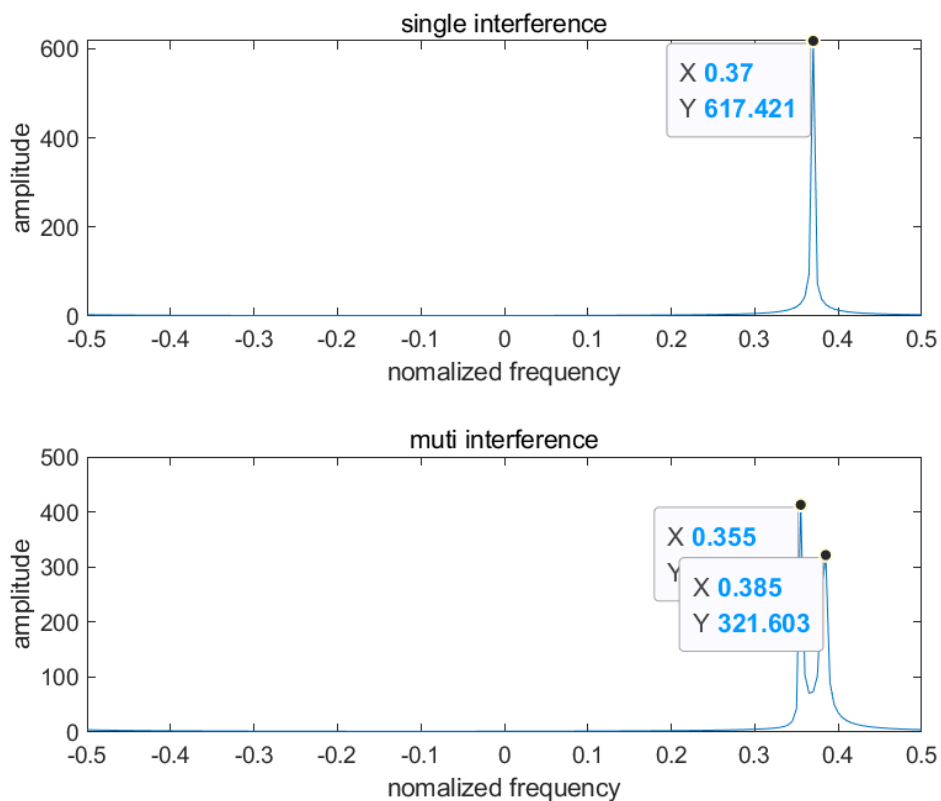 single interference
600
400
200
0
amplitude
X 0.37
Y 617.421
-0.5 -0.4 -0.3 -0.2 -0.1 0 0.1 0.2 0.3 0.4 0.5
nomalized frequency
muti interference
500
400
300
200
100
0
amplitude
X 0.355
Y
X 0.385
Y 321.603
-0.5 -0.4 -0.3 -0.2 -0.1 0 0.1 0.2 0.3 0.4 0.5
nomalized frequency